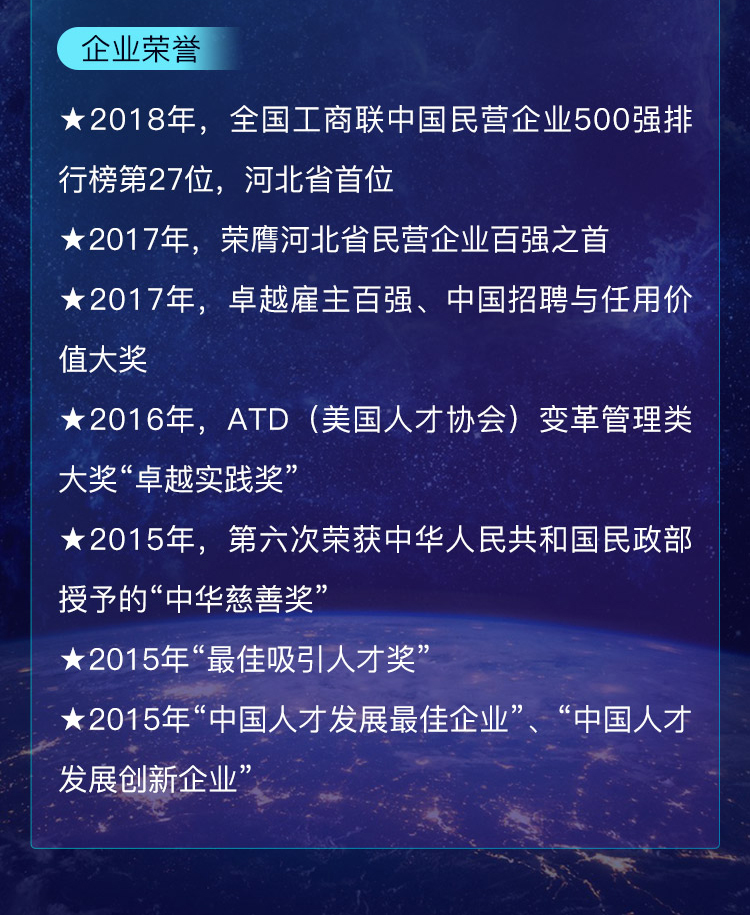 企业荣誉
★2018年，全国工商联中国民营企业500强排
行榜第27位，河北省首位
★2017年，荣膺河北省民营企业百强之首
★2017年，卓越雇主百强、中国招聘与任用价
值大奖
★2016年，ATD（美国人才协会）变革管理类
大奖“卓越实践奖”
★2015年，第六次荣获中华人民共和国民政部
授予的“中华慈善奖”
★2015年“最佳吸引人才奖”
★2015年“中国人才发展最佳企业”、“中国人才
发展创新企业”